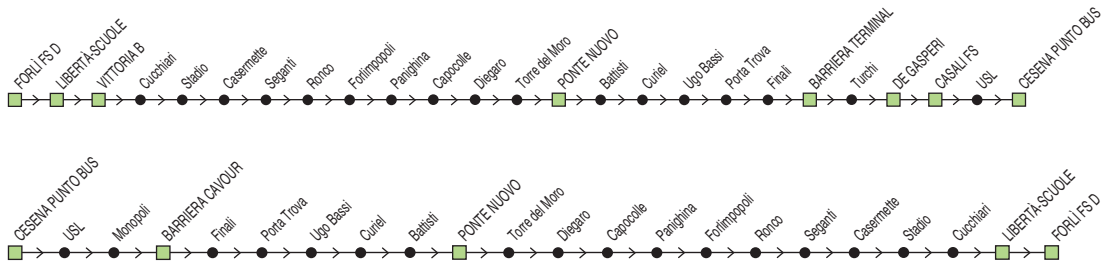 FORLÌ FS D
LIBERTÀ-SCUOLE
VITTORIA B
Cucchiari
Stadio
Casermette
Seganti
Ronco
Forlimpopoli
Panighina
Capocolle
Diegaro
Torre del Moro
PONTE NUOVO
Battisti
Curiel
Ugo Bassi
Porta Trova
Finali
BARRIERA TERMINAL
Turchi
DE GASPERI
CASALI FS
USL
CESENA PUNTO BUS
CESENA PUNTO BUS
USL
Monopoli
BARRIERA CAVOUR
Finali
Porta Trova
Ugo Bassi
Curiel
Battisti
PONTE NUOVO
Torre del Moro
Diegaro
Capocolle
Panighina
Forlimpopoli
Ronco
Seganti
Casermette
Stadio
Cucchiari
LIBERTÀ-SCUOLE
FORLÌ FS D